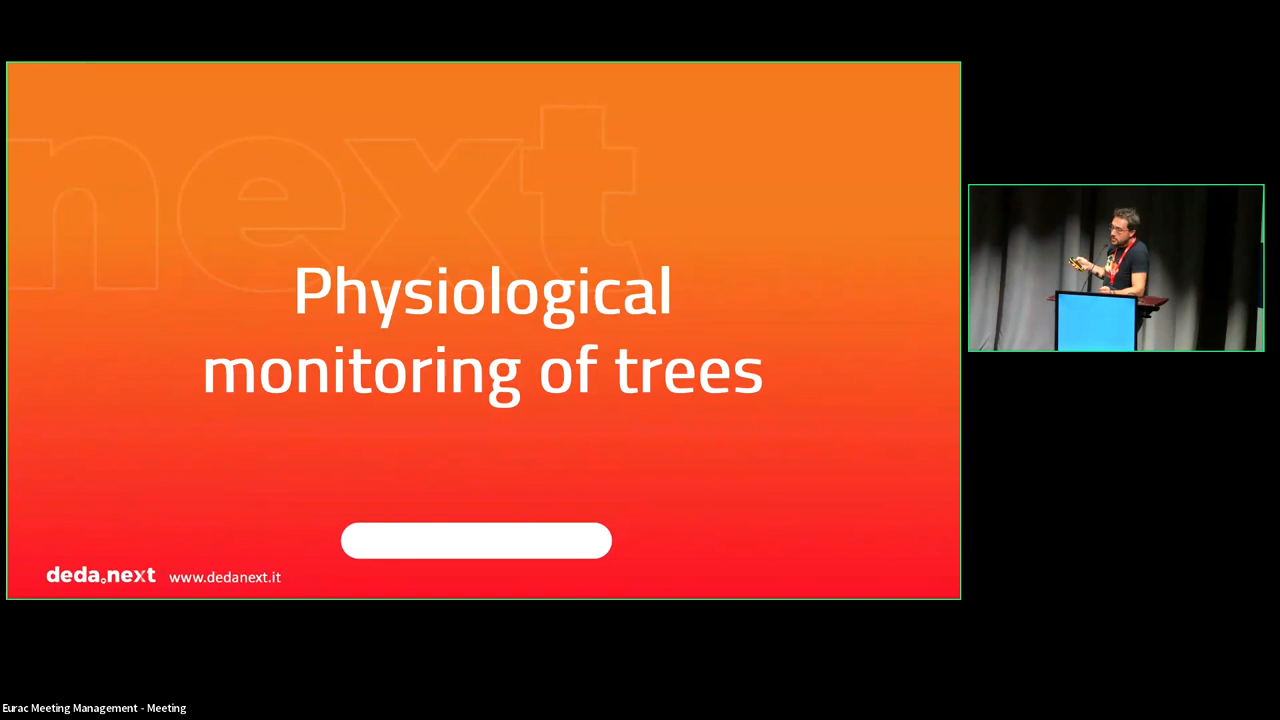 next
Physiological
monitoring of trees
deda.next www.dedanext.it
Eurac Meeting Management - Meeting